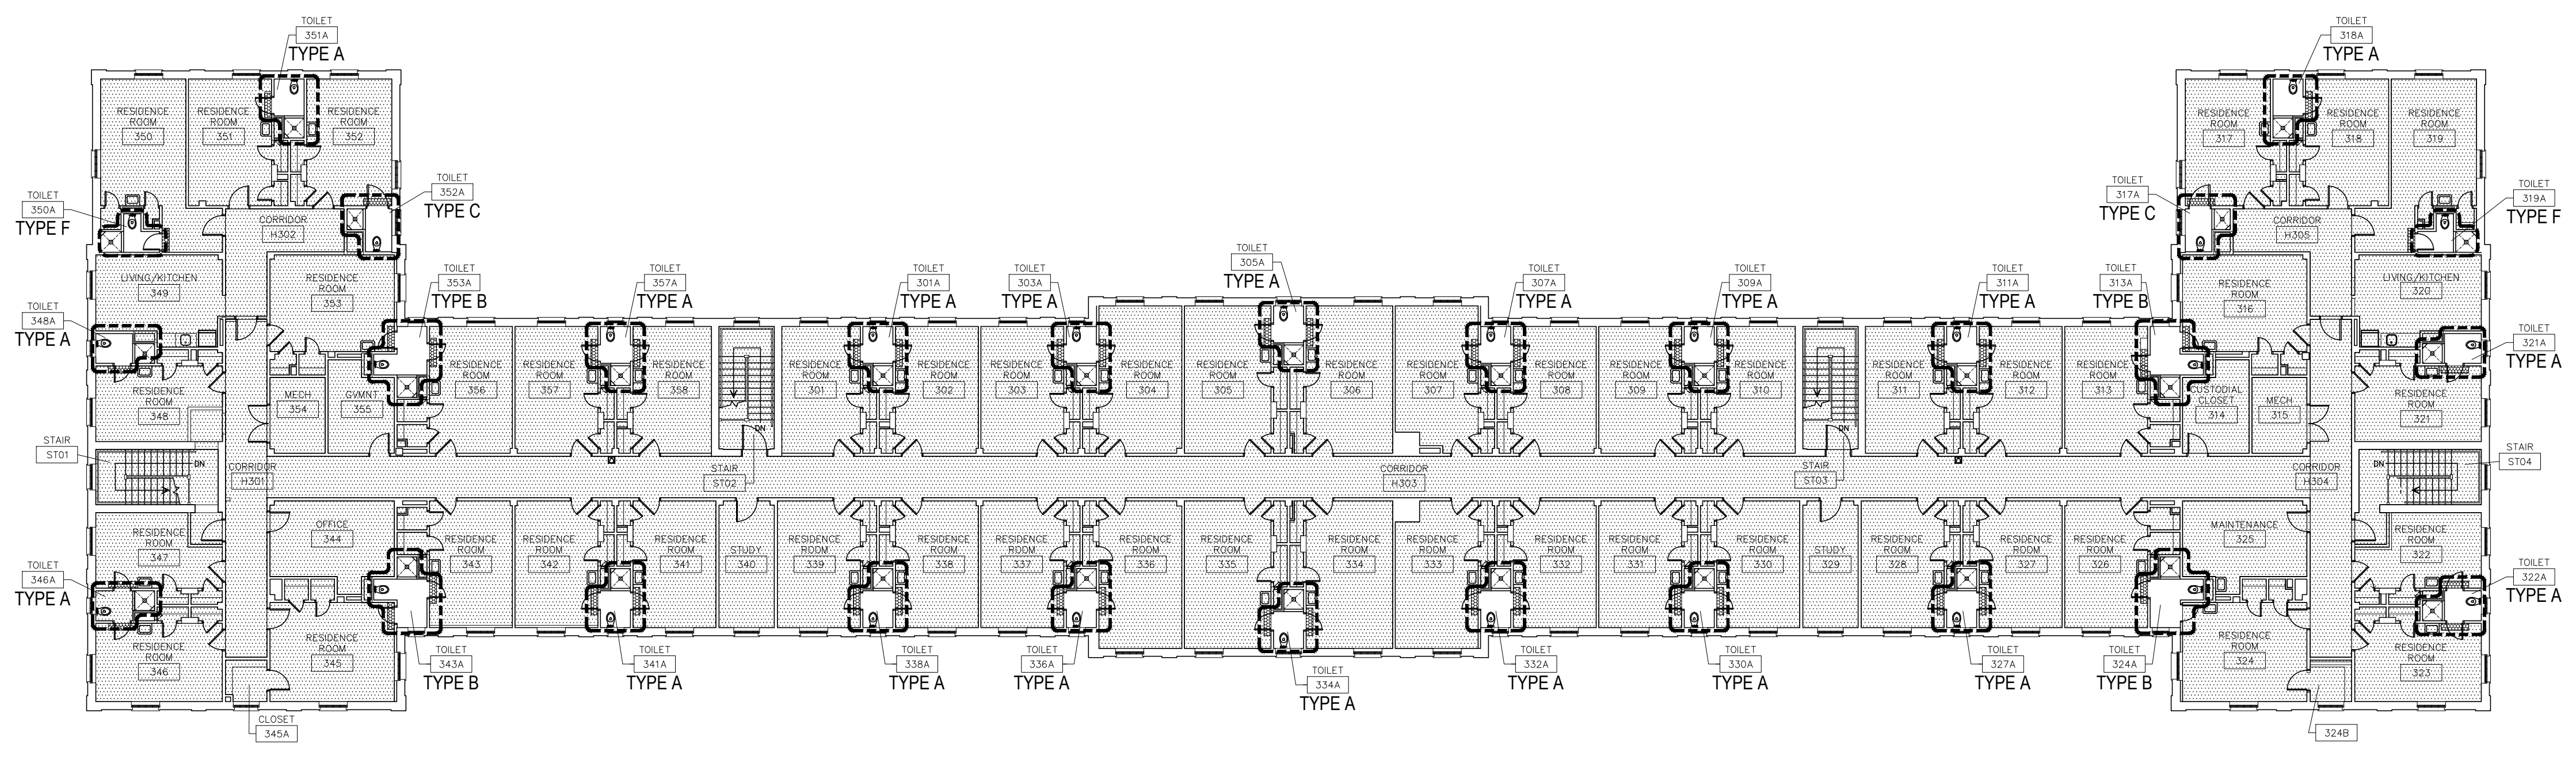 TOILET
351A
TYPE A
TOILET
318A
TYPE A
RESIDENCE
ROOM
350
RESIDENCE
ROOM
351
RESIDENCE
ROOM
352
RESIDENCE
ROOM
317
RESIDENCE
ROOM
318
RESIDENCE
ROOM
319
TOILET
350A
TYPE F
TOILET
352A
TYPE C
TOILET
317A
TYPE C
TOILET
319A
TYPE F
CORRIDOR
H302
CORRIDOR
H305
LIVING/KITCHEN
349
RESIDENCE
ROOM
353
TOILET
353A
TYPE B
TOILET
357A
TYPE A
TOILET
301A
TYPE A
TOILET
303A
TYPE A
TOILET
305A
TYPE A
TOILET
307A
TYPE A
TOILET
309A
TYPE A
TOILET
311A
TYPE A
TOILET
313A
TYPE B
RESIDENCE
ROOM
316
LIVING/KITCHEN
320
TOILET
348A
TYPE A
TOILET
321A
TYPE A
RESIDENCE
ROOM
348
MECH
354
GVMNT
355
RESIDENCE
ROOM
356
RESIDENCE
ROOM
357
RESIDENCE
ROOM
358
RESIDENCE
ROOM
301
RESIDENCE
ROOM
302
RESIDENCE
ROOM
303
RESIDENCE
ROOM
304
RESIDENCE
ROOM
305
RESIDENCE
ROOM
306
RESIDENCE
ROOM
307
RESIDENCE
ROOM
308
RESIDENCE
ROOM
309
RESIDENCE
ROOM
310
RESIDENCE
ROOM
311
RESIDENCE
ROOM
312
RESIDENCE
ROOM
313
CUSTODIAL
CLOSET
314
MECH
315
RESIDENCE
ROOM
321
DN
DN
STAIR
ST01
DN
CORRIDOR
H301
STAIR
ST02
CORRIDOR
H303
STAIR
ST03
CORRIDOR
H304
DN
STAIR
ST04
RESIDENCE
ROOM
347
OFFICE
344
RESIDENCE
ROOM
343
RESIDENCE
ROOM
342
RESIDENCE
ROOM
341
STUDY
340
RESIDENCE
ROOM
339
RESIDENCE
ROOM
338
RESIDENCE
ROOM
337
RESIDENCE
ROOM
336
RESIDENCE
ROOM
335
RESIDENCE
ROOM
334
RESIDENCE
ROOM
333
RESIDENCE
ROOM
332
RESIDENCE
ROOM
331
RESIDENCE
ROOM
330
STUDY
329
RESIDENCE
ROOM
328
RESIDENCE
ROOM
327
RESIDENCE
ROOM
326
MAINTENANCE
325
RESIDENCE
ROOM
322
TOILET
346A
TYPE A
TOILET
322A
TYPE A
RESIDENCE
ROOM
346
RESIDENCE
ROOM
345
TOILET
343A
TYPE B
TOILET
341A
TYPE A
TOILET
338A
TYPE A
TOILET
336A
TYPE A
TOILET
334A
TYPE A
TOILET
332A
TYPE A
TOILET
330A
TYPE A
TOILET
327A
TYPE A
TOILET
324A
TYPE B
RESIDENCE
ROOM
324
RESIDENCE
ROOM
323
CLOSET
345A
324B